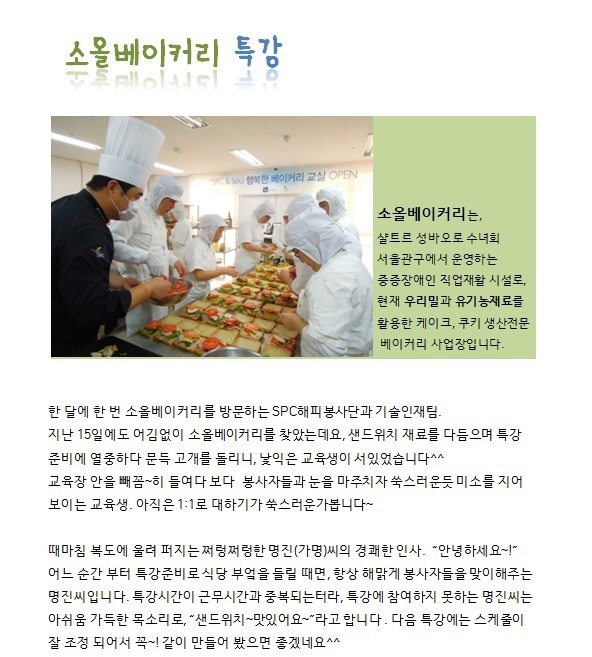 소올베이커리 특강
SPC & Soul 행복한 베이커리 교실 OPEN
소올베이커리는,
샬트르 성바오로 수녀회
서울관구에서 운영하는
중증장애인 직업재활 시설로,
현재 우리밀과 유기농재료를
활용한 케이크, 쿠키 생산전문
베이커리 사업장입니다.
한 달에 한 번 소올베이커리를 방문하는 SPC해피봉사단과 기술인재팀.
지난 15일에도 어김없이 소올베이커리를 찾았는데요, 샌드위치 재료를 다듬으며 특강
준비에 열중하다 문득 고개를 돌리니, 낯익은 교육생이 서있었습니다^^
교육장 안을 빼꼼~히 들여다 보다 봉사자들과 눈을 마주치자 쑥스러운듯 미소를 지어
보이는 교육생. 아직은 1:1로 대하기가 쑥스러운가봅니다~
때마침 복도에 울려 퍼지는 쩌렁쩌렁한 명진(가명)씨의 경쾌한 인사. “안녕하세요~!”
어느 순간 부터 특강준비로 식당 부엌을 들릴 때면, 항상 해맑게 봉사자들을 맞이해주는
명진씨입니다. 특강시간이 근무시간과 중복되는터라, 특강에 참여하지 못하는 명진씨는
아쉬움 가득한 목소리로, “샌드위치~맛있어요~”라고 합니다 . 다음 특강에는 스케줄이
잘 조정 되어서 꼭~! 같이 만들어 봤으면 좋겠네요^^